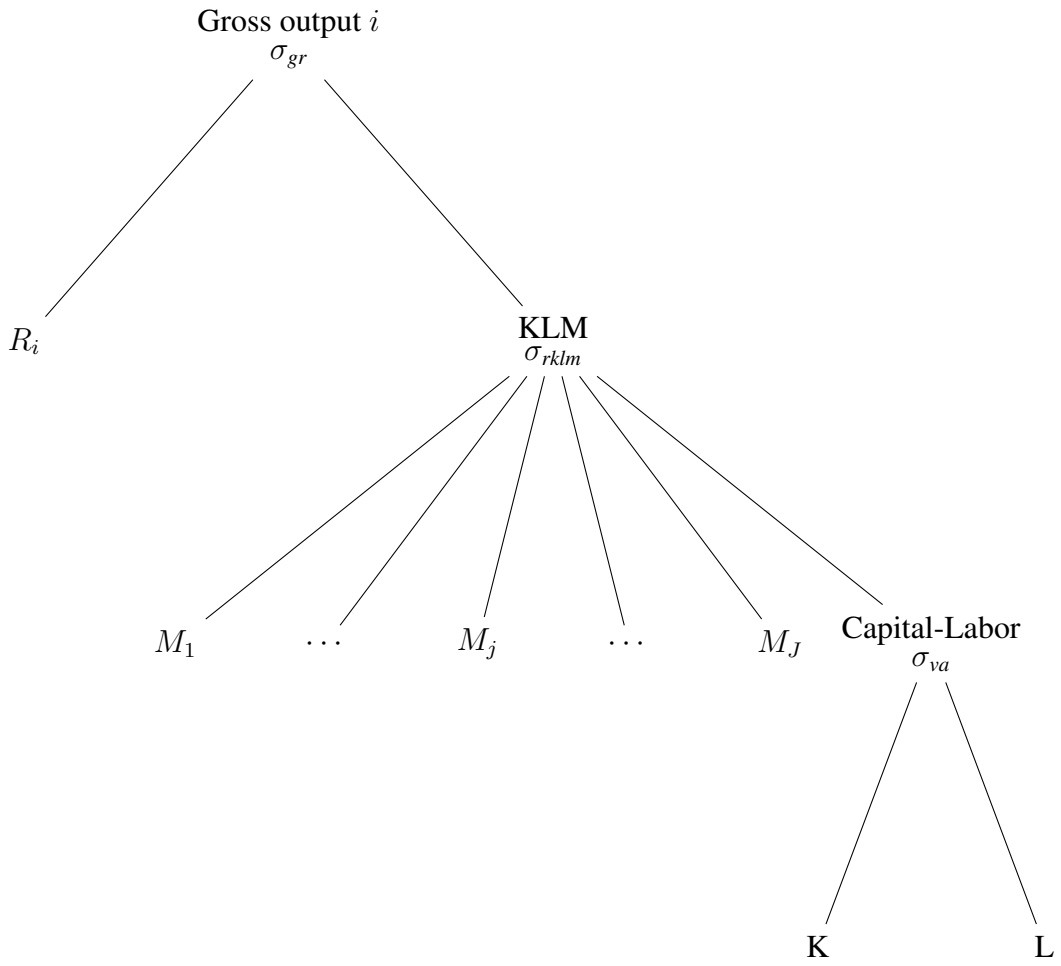 Gross output i
σgr
Ri
KLM
σrklm
M1 ··· Mj ··· MJ Capital-Labor
σva
K L